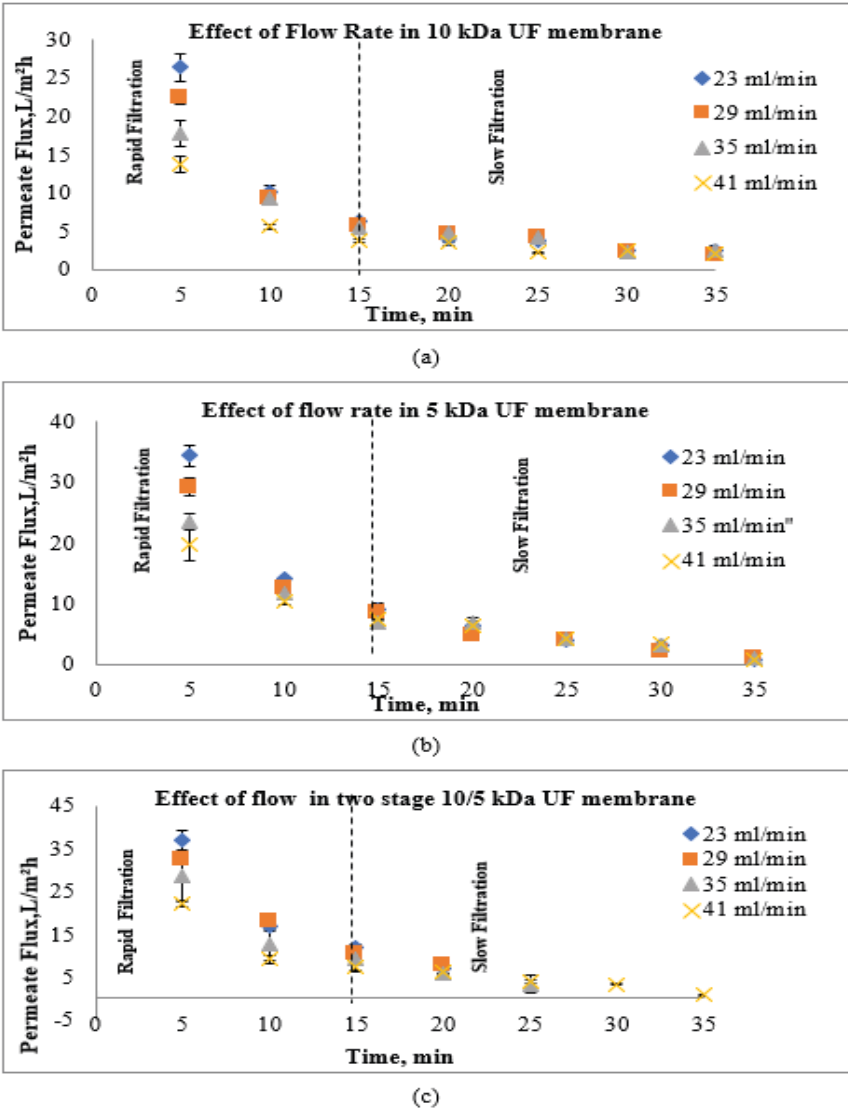 Effect of Flow Rate in 10 kDa UF membrane
Permeate Flux,L/m²h
30
25
20
15
10
5
0
Rapid Filtration
Slow Filtration
23 ml/min
29 ml/min
35 ml/min
41 ml/min
0 5 10 15 20 25 30 35
Time, min
(a)
Effect of flow rate in 5 kDa UF membrane
Permeate Flux,L/m²h
40
30
20
10
0
Rapid Filtration
Slow Filtration
23 ml/min
29 ml/min
35 ml/min"
41 ml/min
0 5 10 15 20 25 30 35
Time, min
(b)
Effect of flow in two stage 10/5 kDa UF membrane
Permeate Flux,L/m²h
45
35
25
15
5
-5
Rapid Filtration
Slow Filtration
23 ml/min
29 ml/min
35 ml/min
41 ml/min
0 5 10 15 20 25 30 35
Time, min
(c)